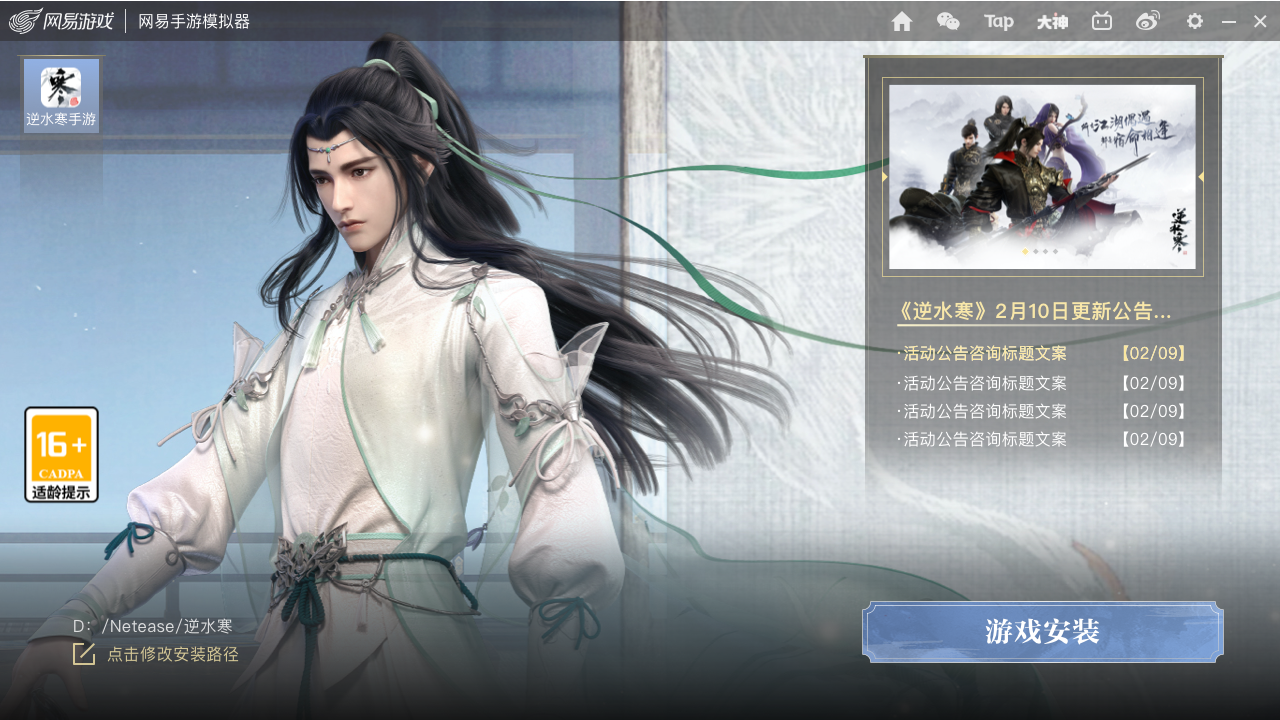 网易游戏 网易手游模拟器 Tap 大神
寒
逆水寒手游
那江湖偶遇
那宿命相逢
逆水寒
《逆水寒》2月10日更新公告...
·活动公告咨询标题文案 【02/09】
·活动公告咨询标题文案 【02/09】
·活动公告咨询标题文案 【02/09】
·活动公告咨询标题文案 【02/09】
16+
CADPA
适龄提示
D：/Netease/逆水寒
点击修改安装路径
游戏安装